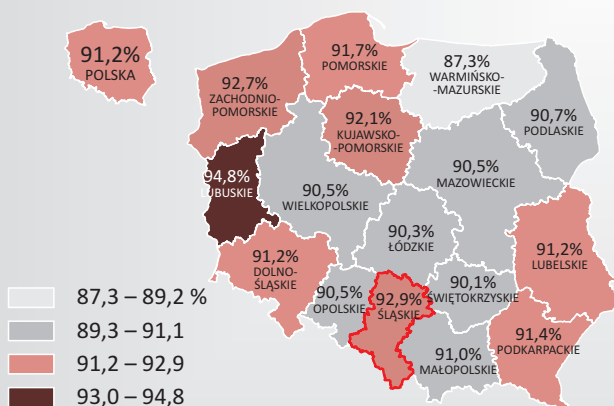 91,2%
POLSKA
92,7%
ZACHODNIO-
POMORSKIE
91,7%
POMORSKIE
87,3%
WARMIŃSKO-
-MAZURSKIE
90,7%
PODLASKIE
92,1%
KUJAWSKO-
-POMORSKIE
94,8%
LUBUSKIE
90,5%
WIELKOPOLSKIE
90,5%
MAZOWIECKIE
90,3%
ŁÓDZKIE
91,2%
DOLNO-
ŚLĄSKIE
91,2%
LUBELSKIE
90,5%
OPOLSKIE
92,9%
ŚLĄSKIE
90,1%
ŚWIĘTOKRZYSKIE
91,0%
MAŁOPOLSKIE
91,4%
PODKARPACKIE
87,3 – 89,2 %
89,3 – 91,1
91,2 – 92,9
93,0 – 94,8